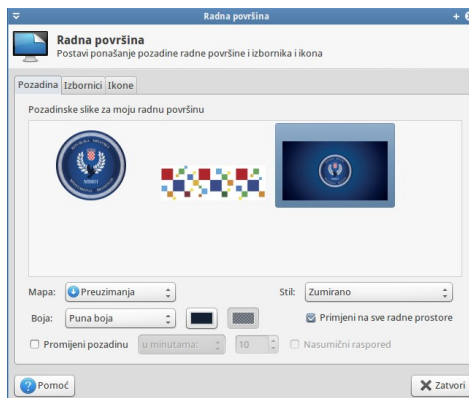 Radna površina
Radna površina
Postavi ponašanje pozadine radne površine i izbornika i ikona
Pozadina Izbornici Ikone
Pozadinske slike za moju radnu površinu
Mapa: Preuzimanja Stil: Zumirano
Boja: Puna boja Primjeni na sve radne prostore
Promijeni pozadinu u minutama: 10 Nasumični raspored
Pomoć Zatvori